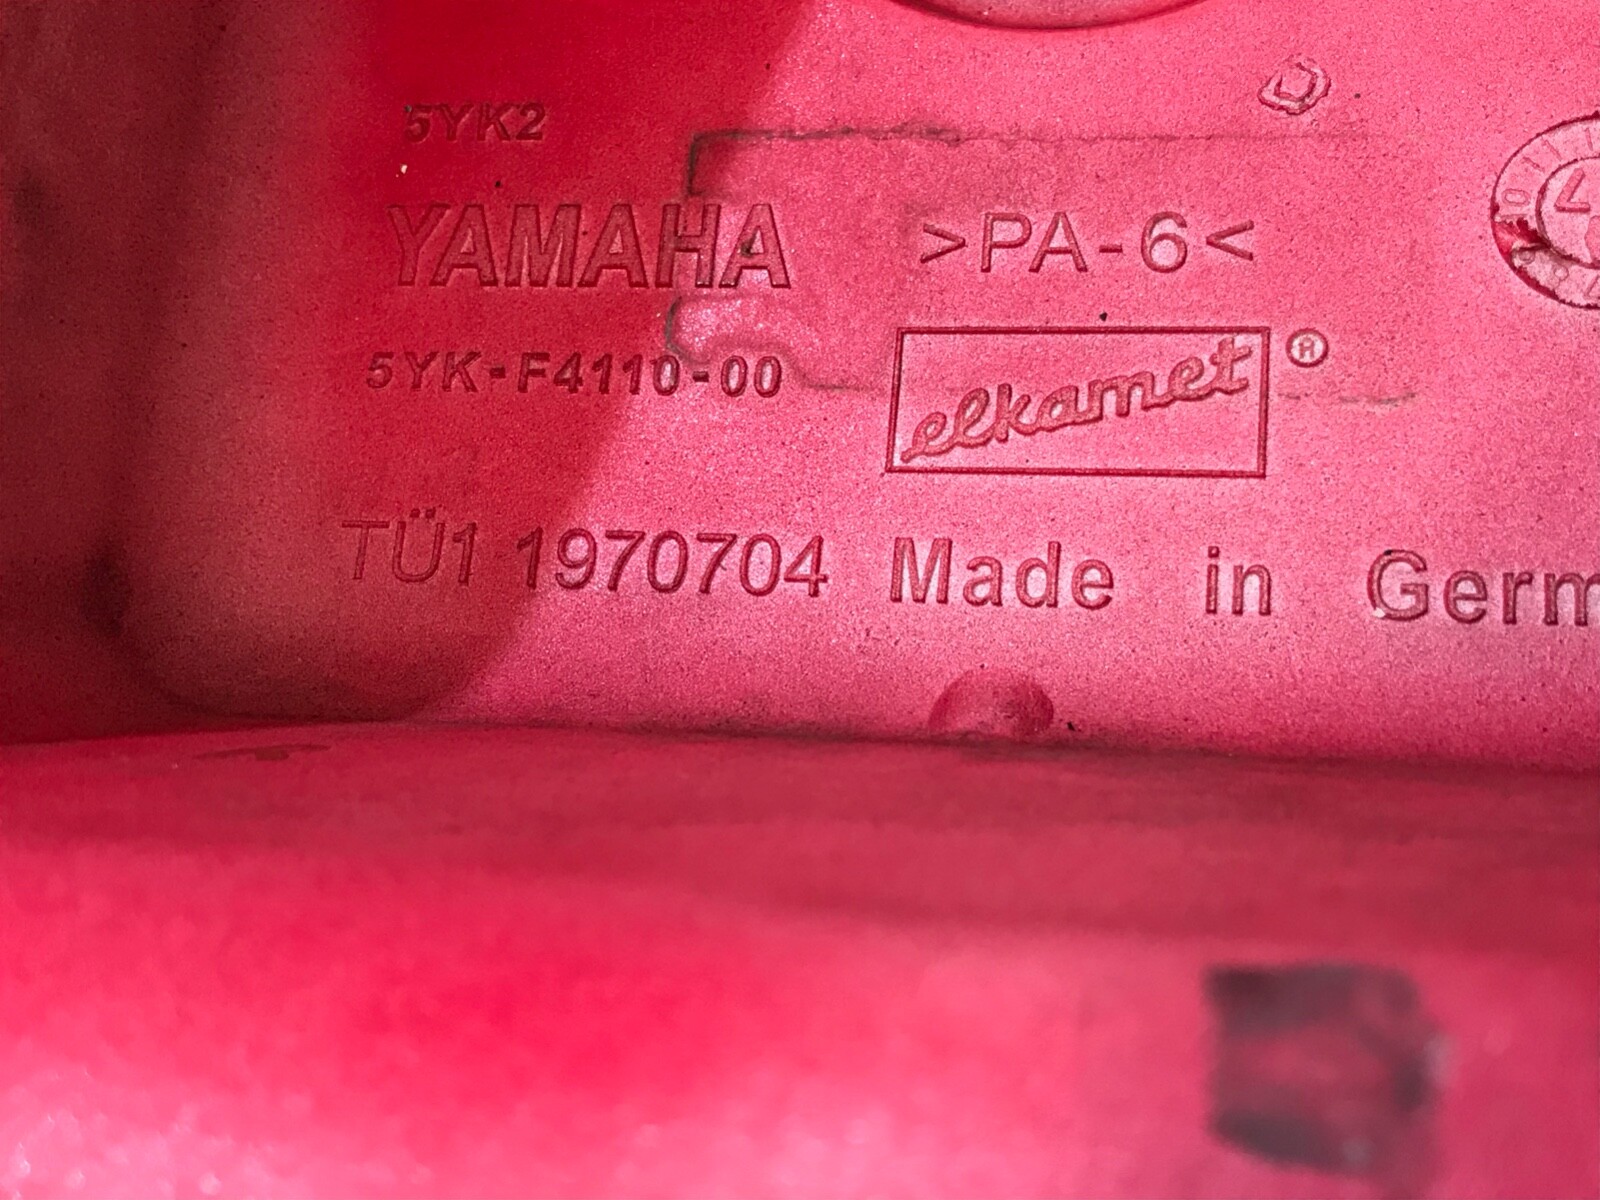 5YK2
YAMAHA >PA-6<
5YK-F4110-00
elkamet ®
TÜ1 1970704 Made in Germ